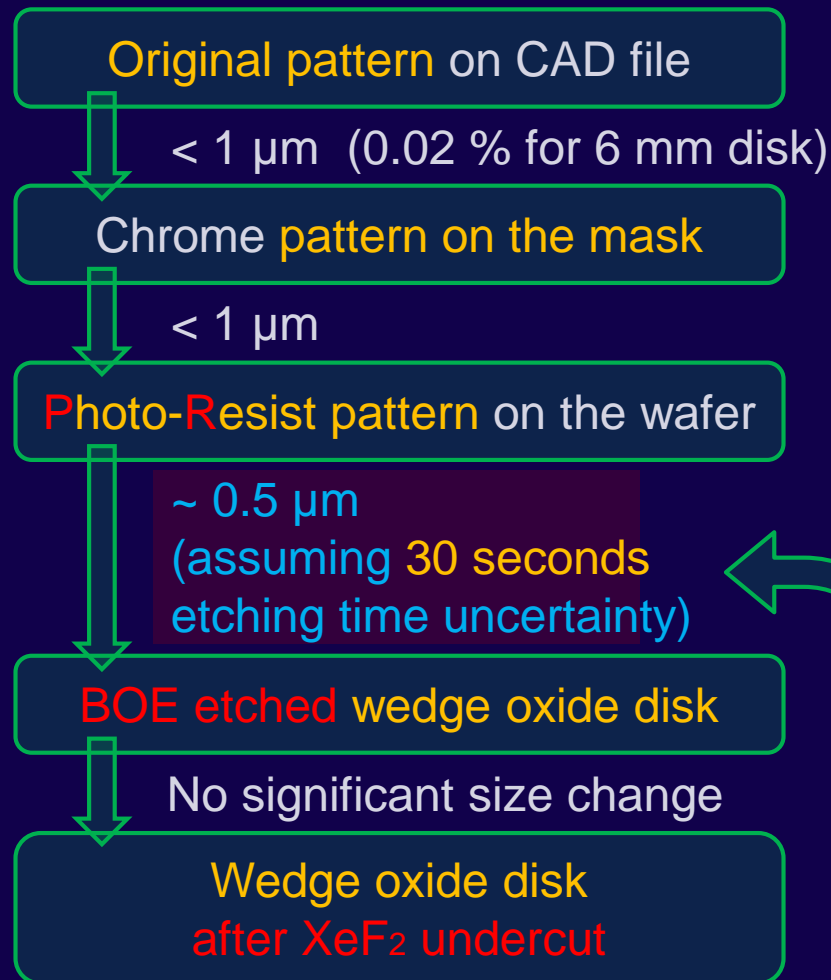 Original pattern on CAD file
< 1 µm (0.02 % for 6 mm disk)
Chrome pattern on the mask
< 1 µm
Photo-Resist pattern on the wafer
~ 0.5 µm
(assuming 30 seconds
etching time uncertainty)
BOE etched wedge oxide disk
No significant size change
Wedge oxide disk
after XeF₂ undercut